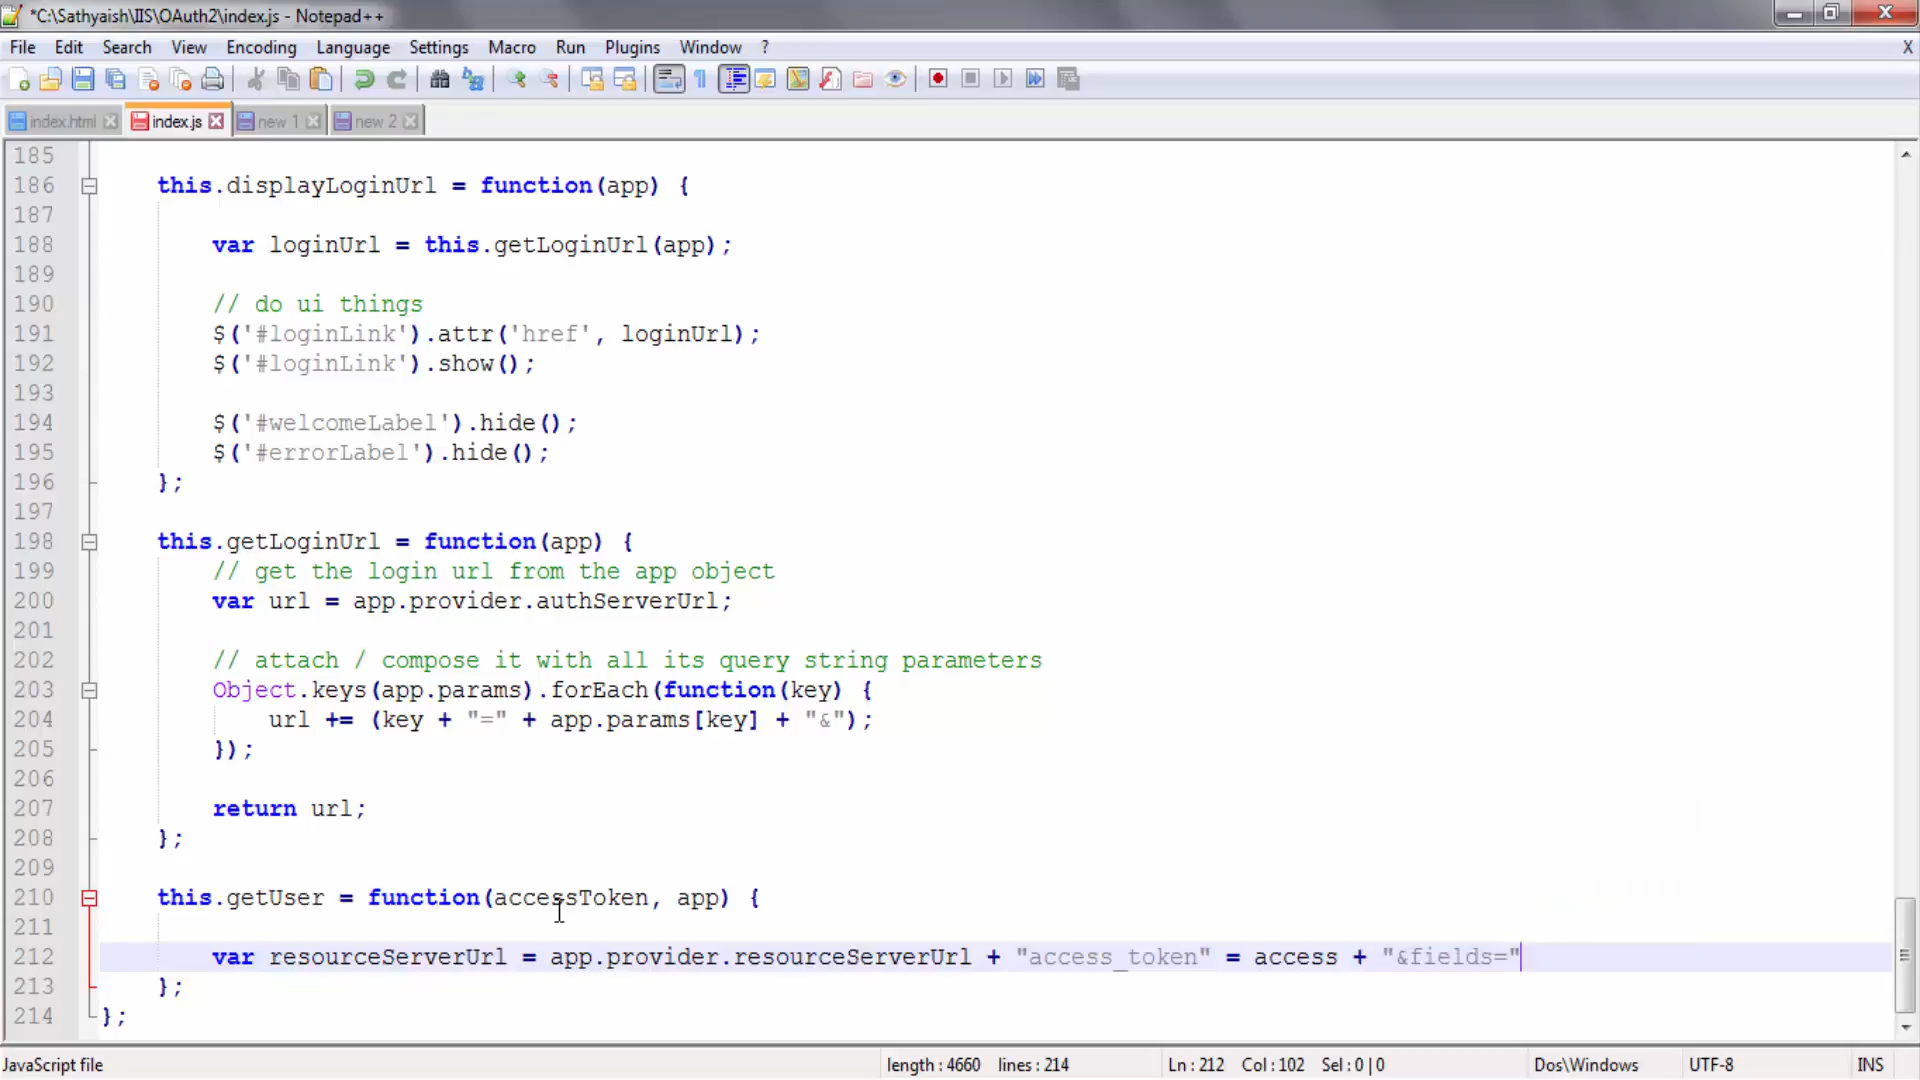 *C:\Sathyaish\IIS\OAuth2\index.js - Notepad++
File Edit Search View Encoding Language Settings Macro Run Plugins Window ? X
index.html index.js new 1 new 2
185
186 this.displayLoginUrl = function(app) {
187
188 var loginUrl = this.getLoginUrl(app);
189
190 // do ui things
191 $('#loginLink').attr('href', loginUrl);
192 $('#loginLink').show();
193
194 $('#welcomeLabel').hide();
195 $('#errorLabel').hide();
196 };
197
198 this.getLoginUrl = function(app) {
199 // get the login url from the app object
200 var url = app.provider.authServerUrl;
201
202 // attach / compose it with all its query string parameters
203 Object.keys(app.params).forEach(function(key) {
204 url += (key + "=" + app.params[key] + "&");
205 });
206
207 return url;
208 };
209
210 this.getUser = function(accessToken, app) {
211
212 var resourceServerUrl = app.provider.resourceServerUrl + "access_token" = access + "&fields="
213 };
214 };
JavaScript file length : 4660 lines : 214 Ln : 212 Col : 102 Sel : 0 | 0 Dos\Windows UTF-8 INS